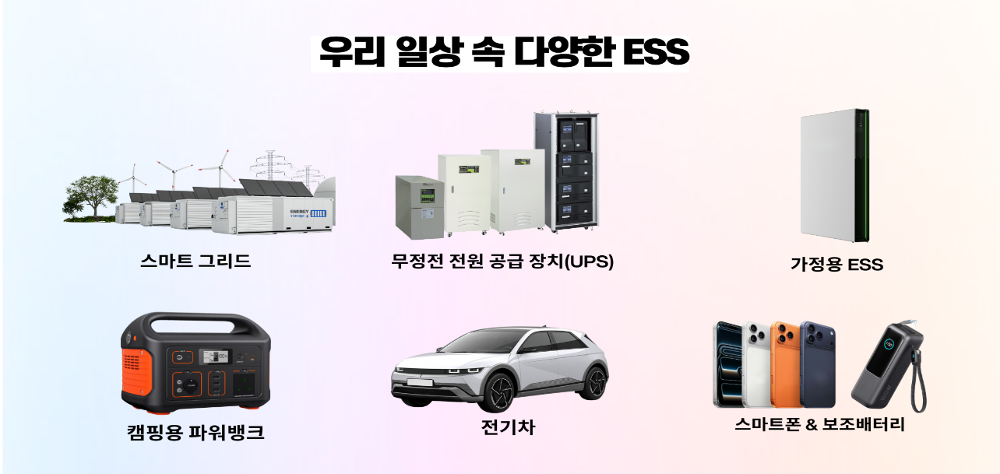 우리 일상 속 다양한 ESS
ENERGY
storage
스마트 그리드
무정전 전원 공급 장치(UPS)
가정용 ESS
캠핑용 파워뱅크
전기차
스마트폰 & 보조배터리